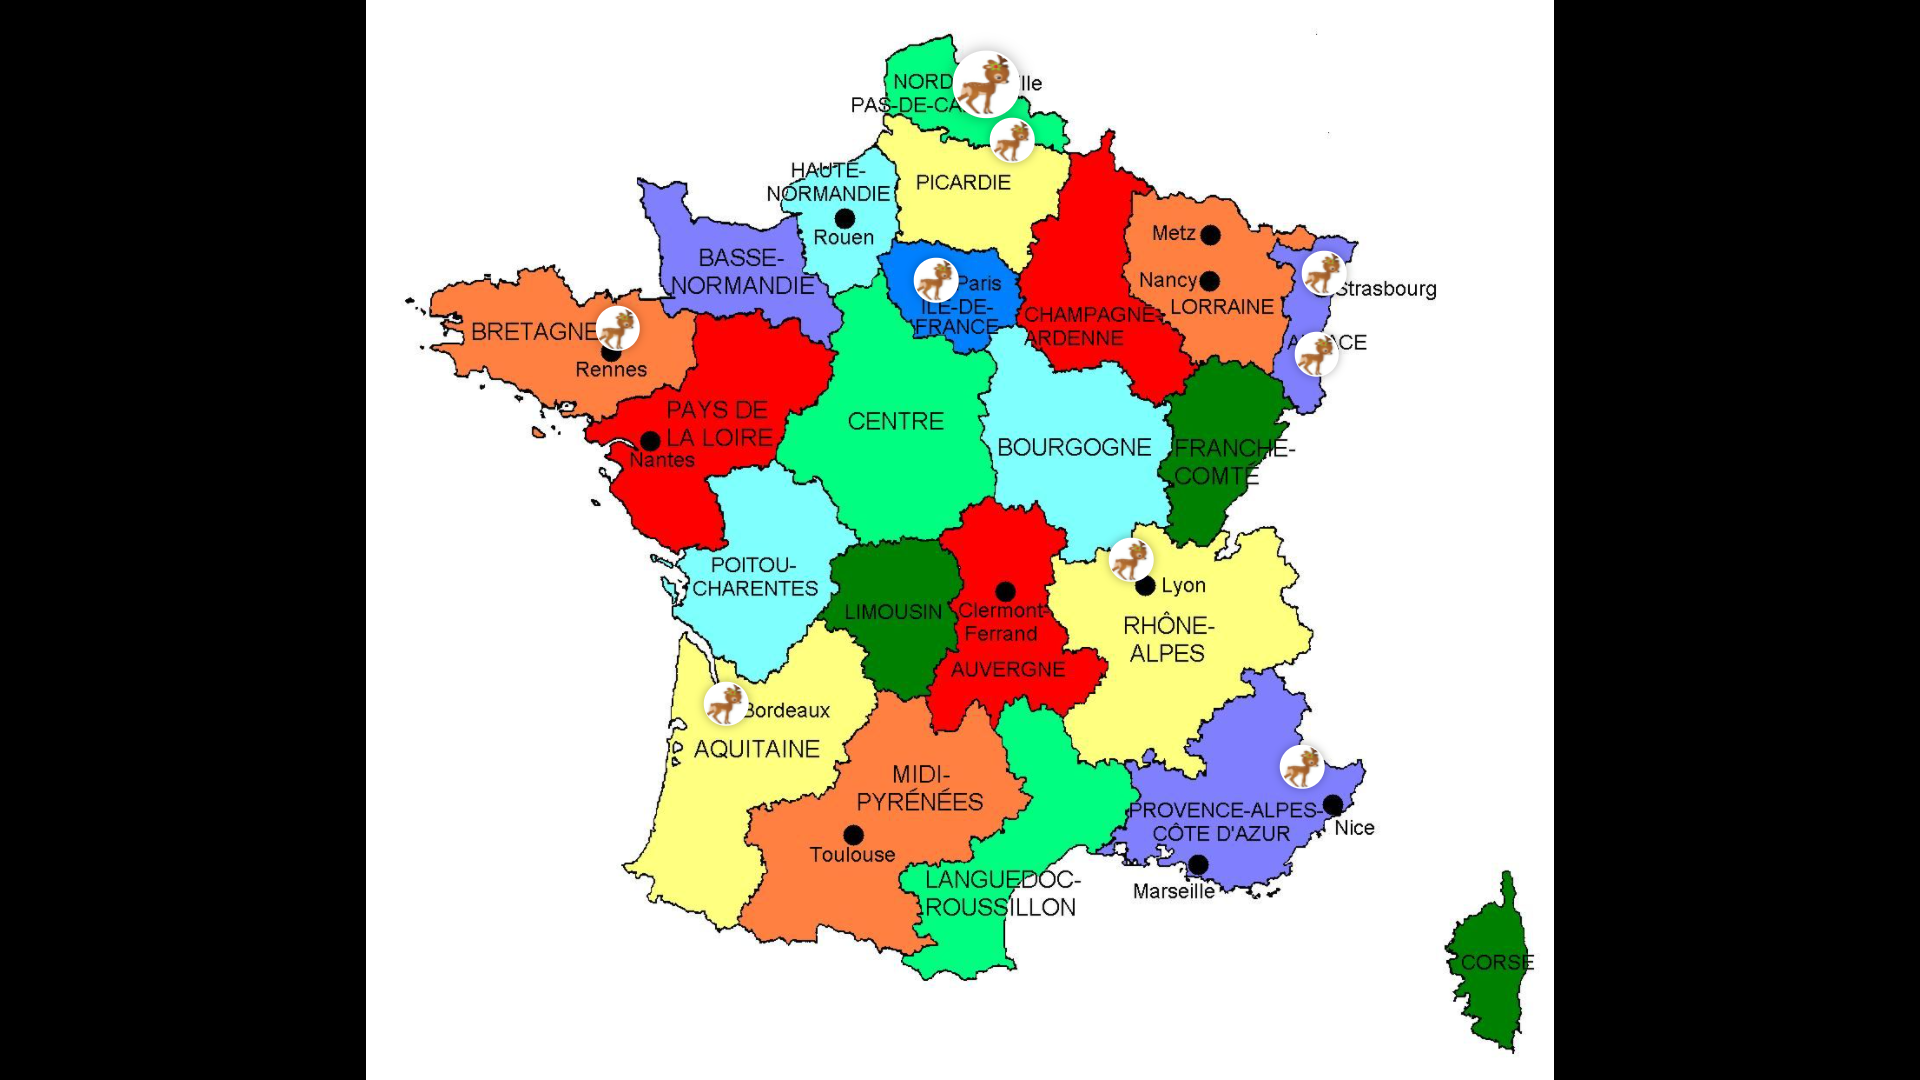 NORD
lle
PAS-DE-CA
HAUTE-
NORMANDIE
PICARDIE
Rouen
Metz
BASSE-
NORMANDIE
Nancy
Paris
Strasbourg
LORRAINE
ILE-DE-
FRANCE
CHAMPAGNE-
ARDENNE
BRETAGNE
A
CE
Rennes
PAYS DE
LA LOIRE
Nantes
CENTRE
BOURGOGNE
FRANCHE-
COMTÉ
POITOU-
CHARENTES
LIMOUSIN
Clermont-
Ferrand
AUVERGNE
Lyon
RHÔNE-
ALPES
Bordeaux
AQUITAINE
MIDI-
PYRÉNÉES
Toulouse
PROVENCE-ALPES-
CÔTE D'AZUR
Nice
Marseille
LANGUEDOC-
ROUSSILLON
CORSE